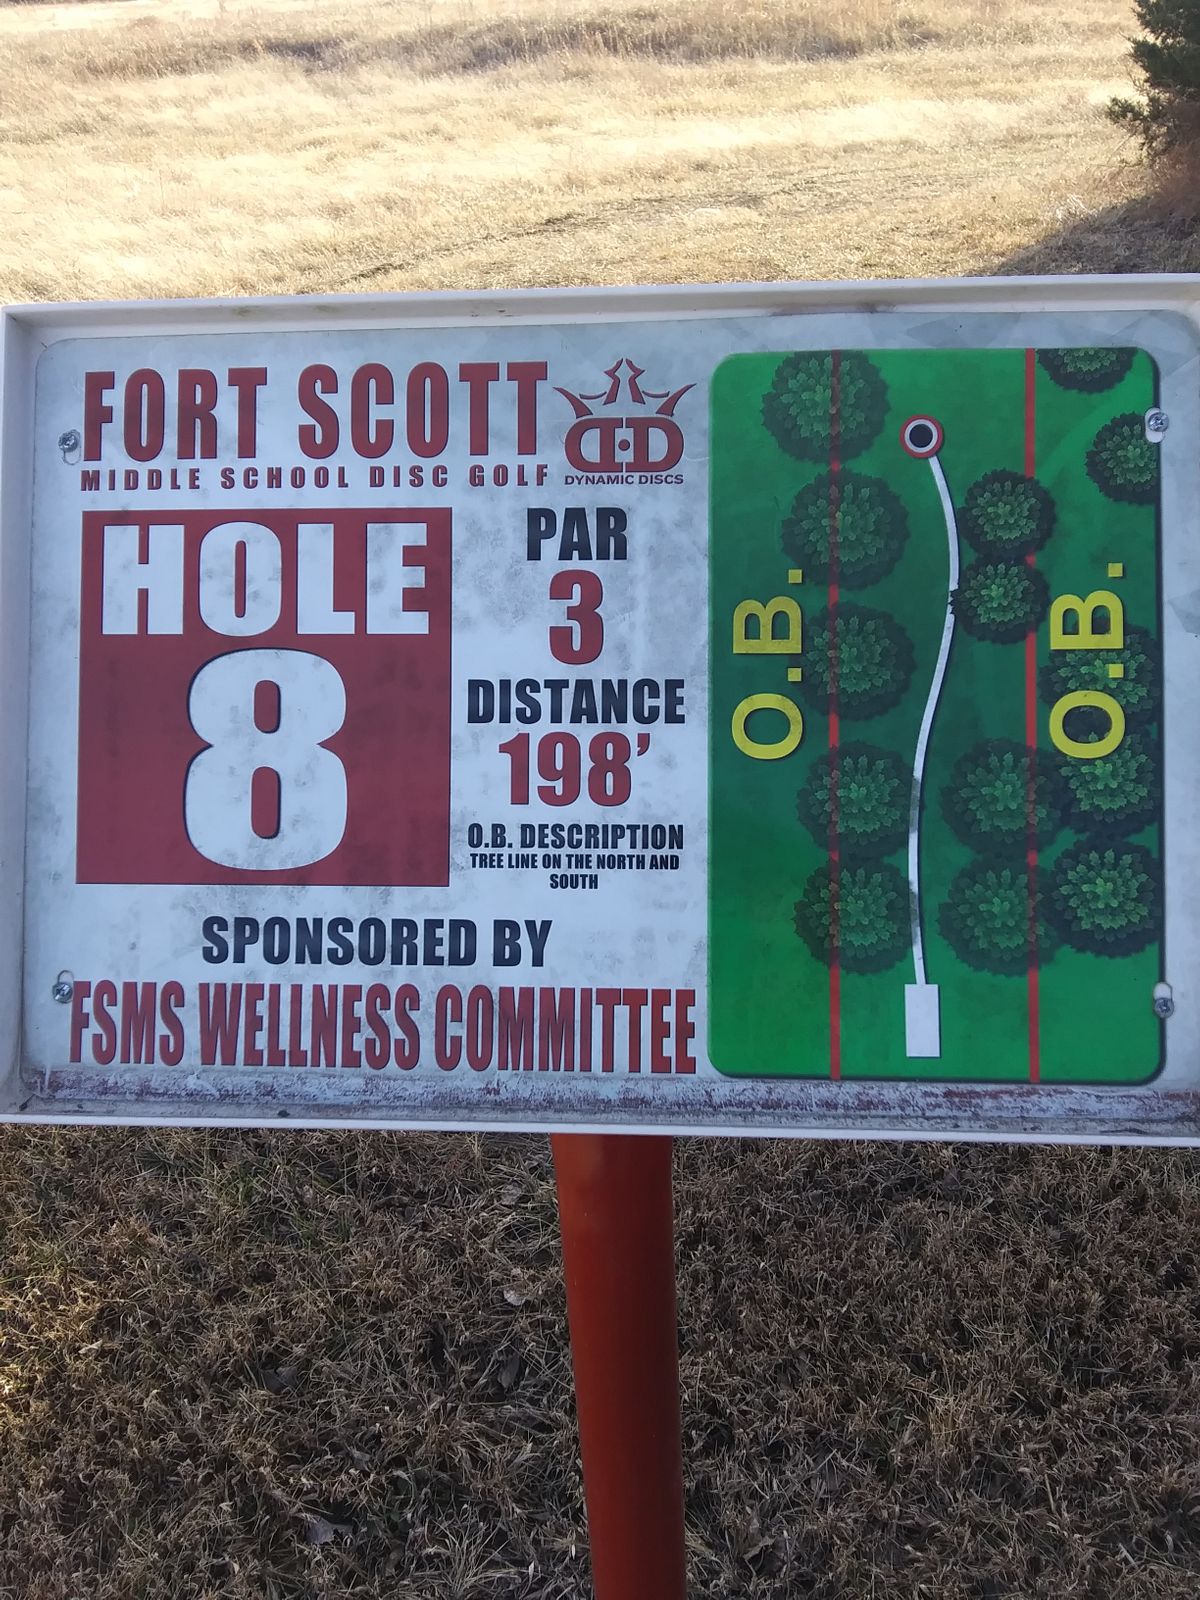 FORT SCOTT
MIDDLE SCHOOL DISC GOLF
DD
DYNAMIC DISCS
HOLE
8
PAR
3
DISTANCE
198'
O.B. DESCRIPTION
TREE LINE ON THE NORTH AND
SOUTH
SPONSORED BY
FSMS WELLNESS COMMITTEE
O.B.
O.B.